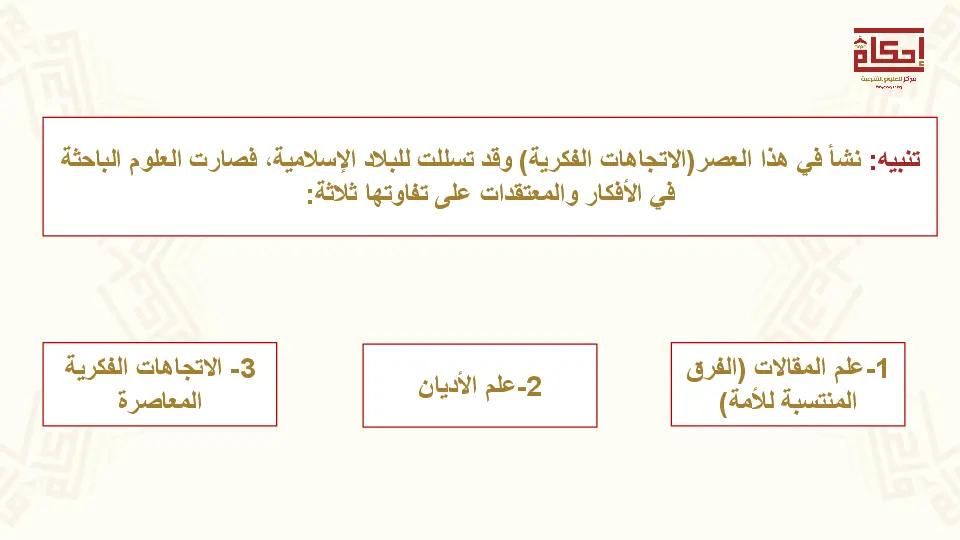 إحكام
مركز للعلوم الشرعية
تنبيه: نشأ في هذا العصر(الاتجاهات الفكرية) وقد تسللت للبلاد الإسلامية، فصارت العلوم الباحثة
في الأفكار والمعتقدات على تفاوتها ثلاثة:
1-علم المقالات (الفرق
المنتسبة للأمة)
2-علم الأديان
3- الاتجاهات الفكرية
المعاصرة